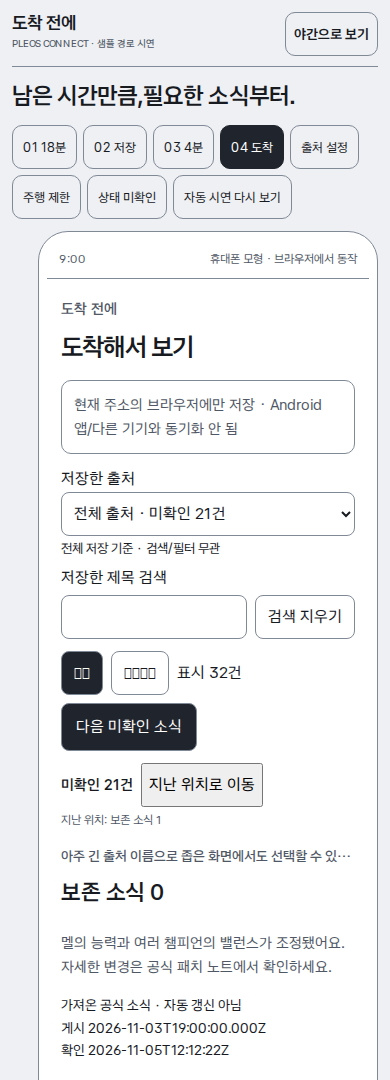 도착 전에
PLEOS CONNECT · 샘플 경로 시연
야간으로 보기
남은 시간만큼,필요한 소식부터.
01 18분
02 저장
03 4분
04 도착
출처 설정
주행 제한
상태 미확인
자동 시연 다시 보기
9:00
휴대폰 모형 · 브라우저에서 동작
도착 전에
도착해서 보기
현재 주소의 브라우저에만 저장 · Android
앱/다른 기기와 동기화 안 됨
저장한 출처
전체 출처 · 미확인 21건
전체 저장 기준 · 검색/필터 무관
저장한 제목 검색
검색 지우기
표시 32건
다음 미확인 소식
미확인 21건
지난 위치로 이동
지난 위치: 보존 소식 1
아주 긴 출처 이름으로 좁은 화면에서도 선택할 수 있…
보존 소식 0
멜의 능력과 여러 챔피언의 밸런스가 조정됐어요.
자세한 변경은 공식 패치 노트에서 확인하세요.
가져온 공식 소식 · 자동 갱신 아님
게시 2026-11-03T19:00:00.000Z
확인 2026-11-05T12:12:22Z